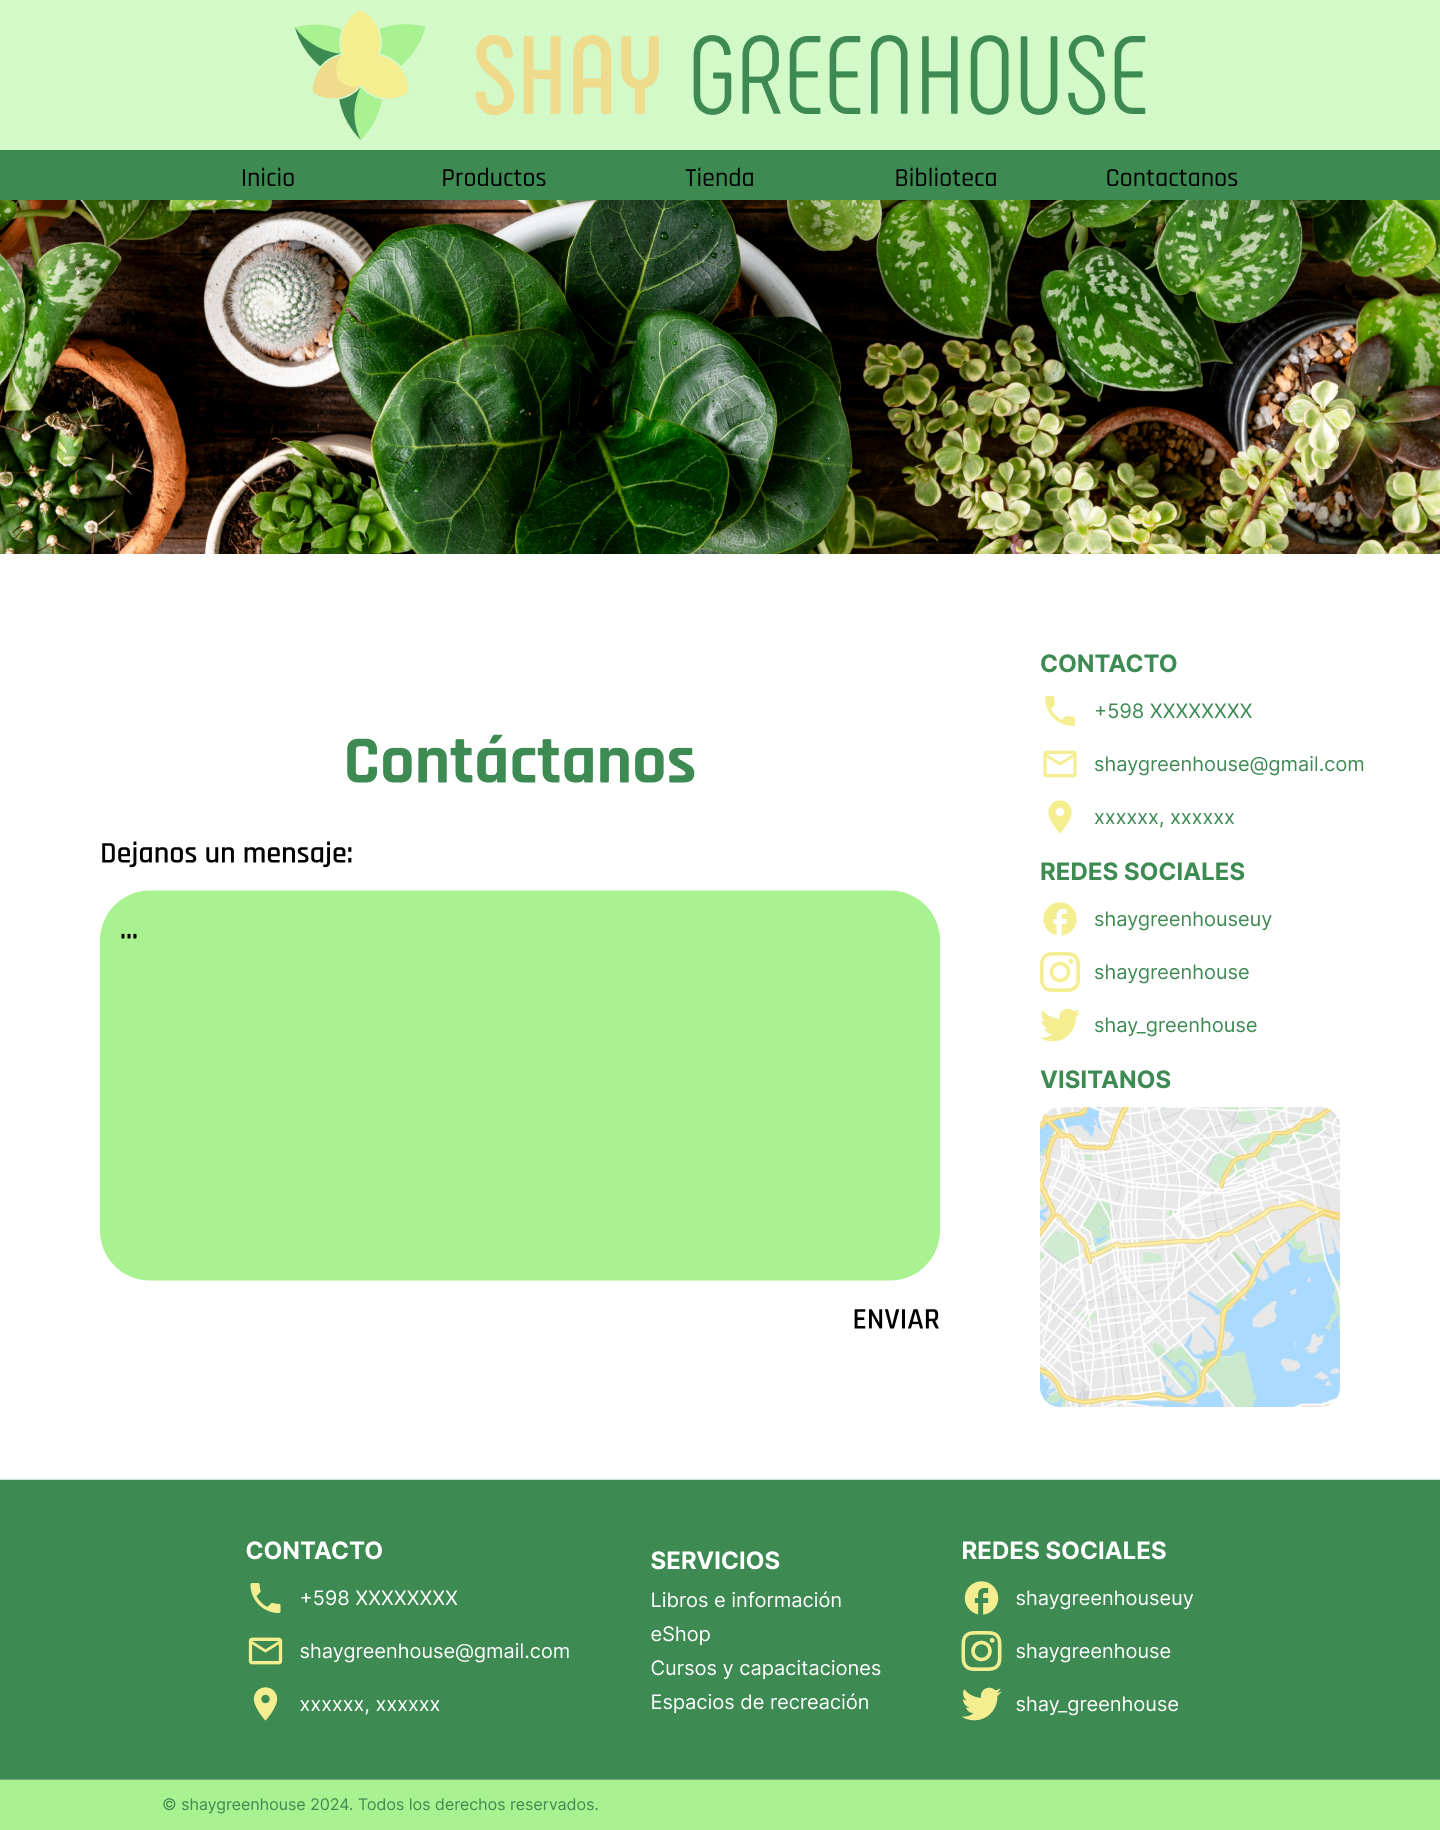 SHAY GREENHOUSE
Inicio Productos Tienda Biblioteca Contactanos
Contáctanos
Dejanos un mensaje:
...
ENVIAR
CONTACTO
+598 XXXXXXXX
shaygreenhouse@gmail.com
xxxxxx, xxxxxx
REDES SOCIALES
shaygreenhouseuy
shaygreenhouse
shay_greenhouse
VISITANOS
CONTACTO
+598 XXXXXXXX
shaygreenhouse@gmail.com
xxxxxx, xxxxxx
SERVICIOS
Libros e información
eShop
Cursos y capacitaciones
Espacios de recreación
REDES SOCIALES
shaygreenhouseuy
shaygreenhouse
shay_greenhouse
© shaygreenhouse 2024. Todos los derechos reservados.